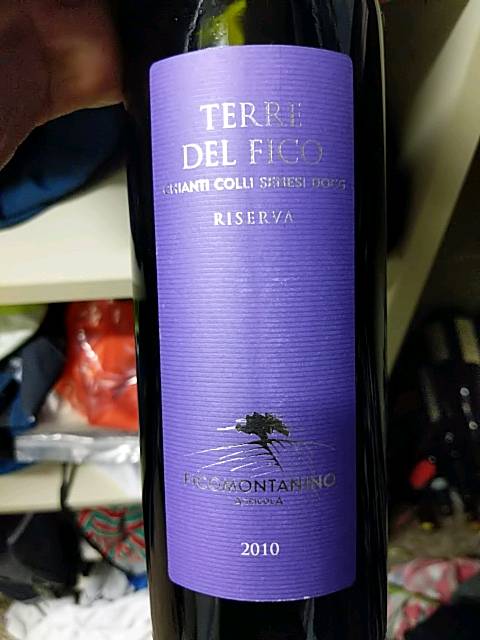 TERRE
DEL FICO
CHIANTI COLLI SENESI DOCG
RISERVA
FICOMONTANINO
AGRICOLA
2010